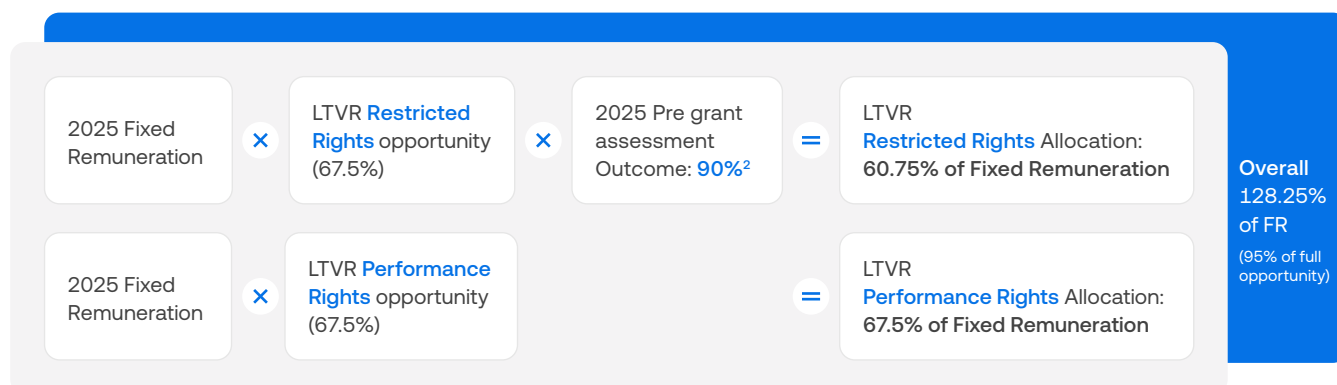 2025 Fixed
Remuneration
×
LTVR Restricted
Rights opportunity
(67.5%)
×
2025 Pre grant
assessment
Outcome: 90%²
=
LTVR
Restricted Rights Allocation:
60.75% of Fixed Remuneration
2025 Fixed
Remuneration
×
LTVR Performance
Rights opportunity
(67.5%)
=
LTVR
Performance Rights Allocation:
67.5% of Fixed Remuneration
Overall
128.25%
of FR
(95% of full
opportunity)